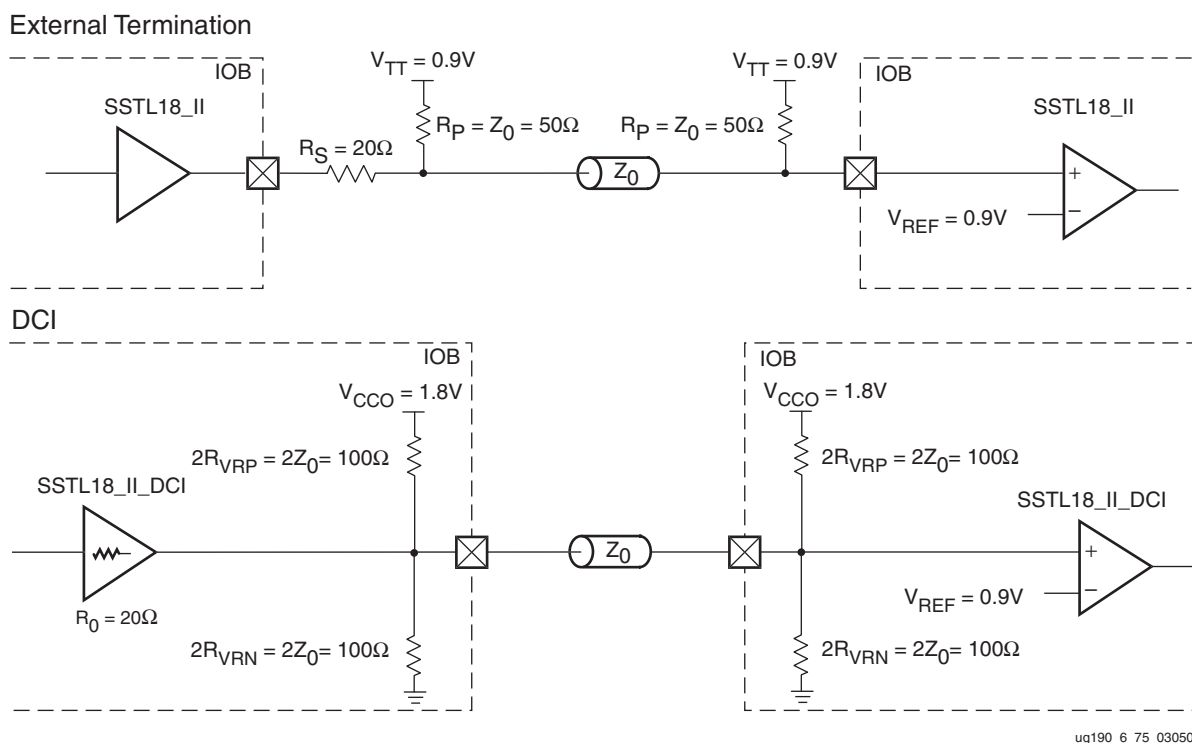 External Termination
IOB
V_TT = 0.9V
V_TT = 0.9V
IOB
SSTL18_II
R_P = Z_0 = 50Ω
R_P = Z_0 = 50Ω
SSTL18_II
R_S = 20Ω
Z_0
+
V_REF = 0.9V
–
DCI
IOB
IOB
V_CCO = 1.8V
V_CCO = 1.8V
2R_VRP = 2Z_0= 100Ω
2R_VRP = 2Z_0= 100Ω
SSTL18_II_DCI
SSTL18_II_DCI
Z_0
+
V_REF = 0.9V
–
R_0 = 20Ω
2R_VRN = 2Z_0= 100Ω
2R_VRN = 2Z_0= 100Ω
ug190_6_75_03050